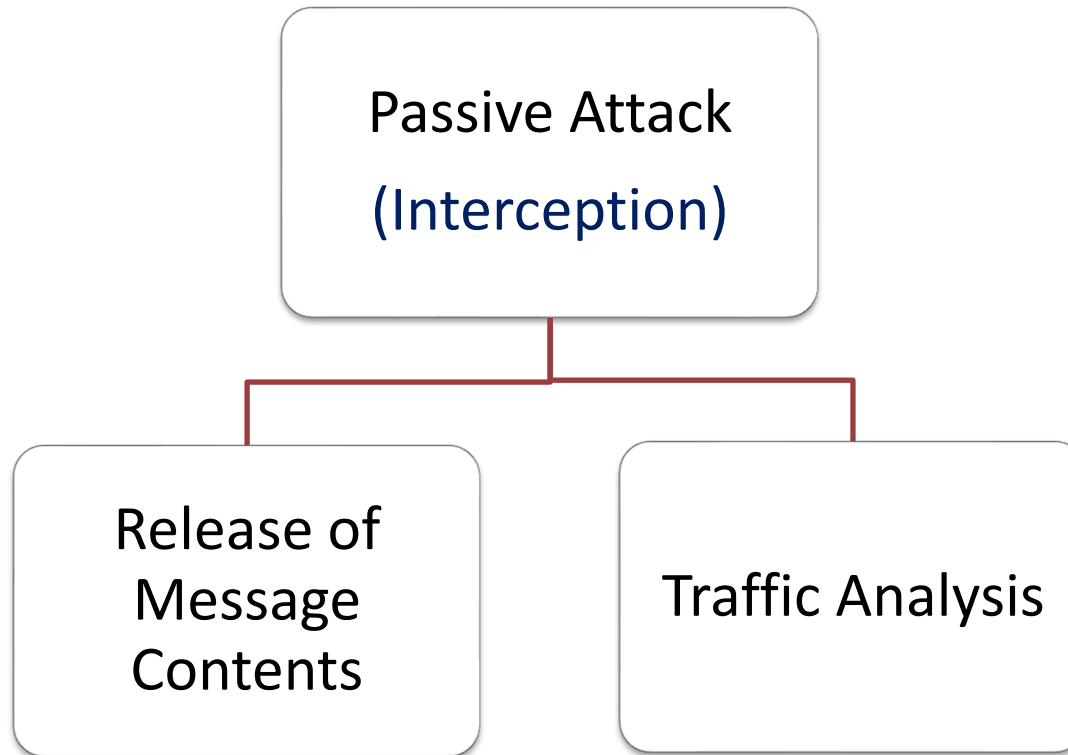 Passive Attack
(Interception)
Release of
Message
Contents
Traffic Analysis